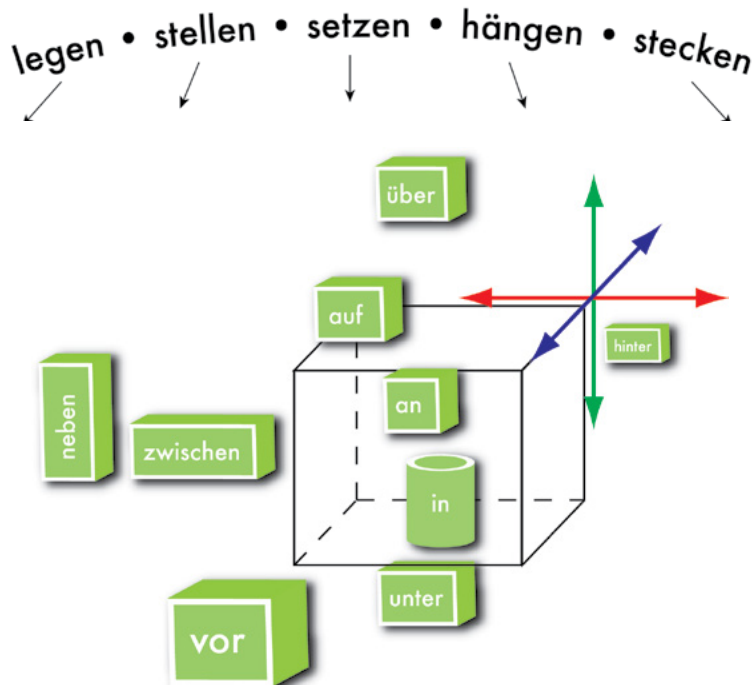 legen • stellen • setzen • hängen • stecken
über
auf
hinter
an
neben
zwischen
in
unter
vor